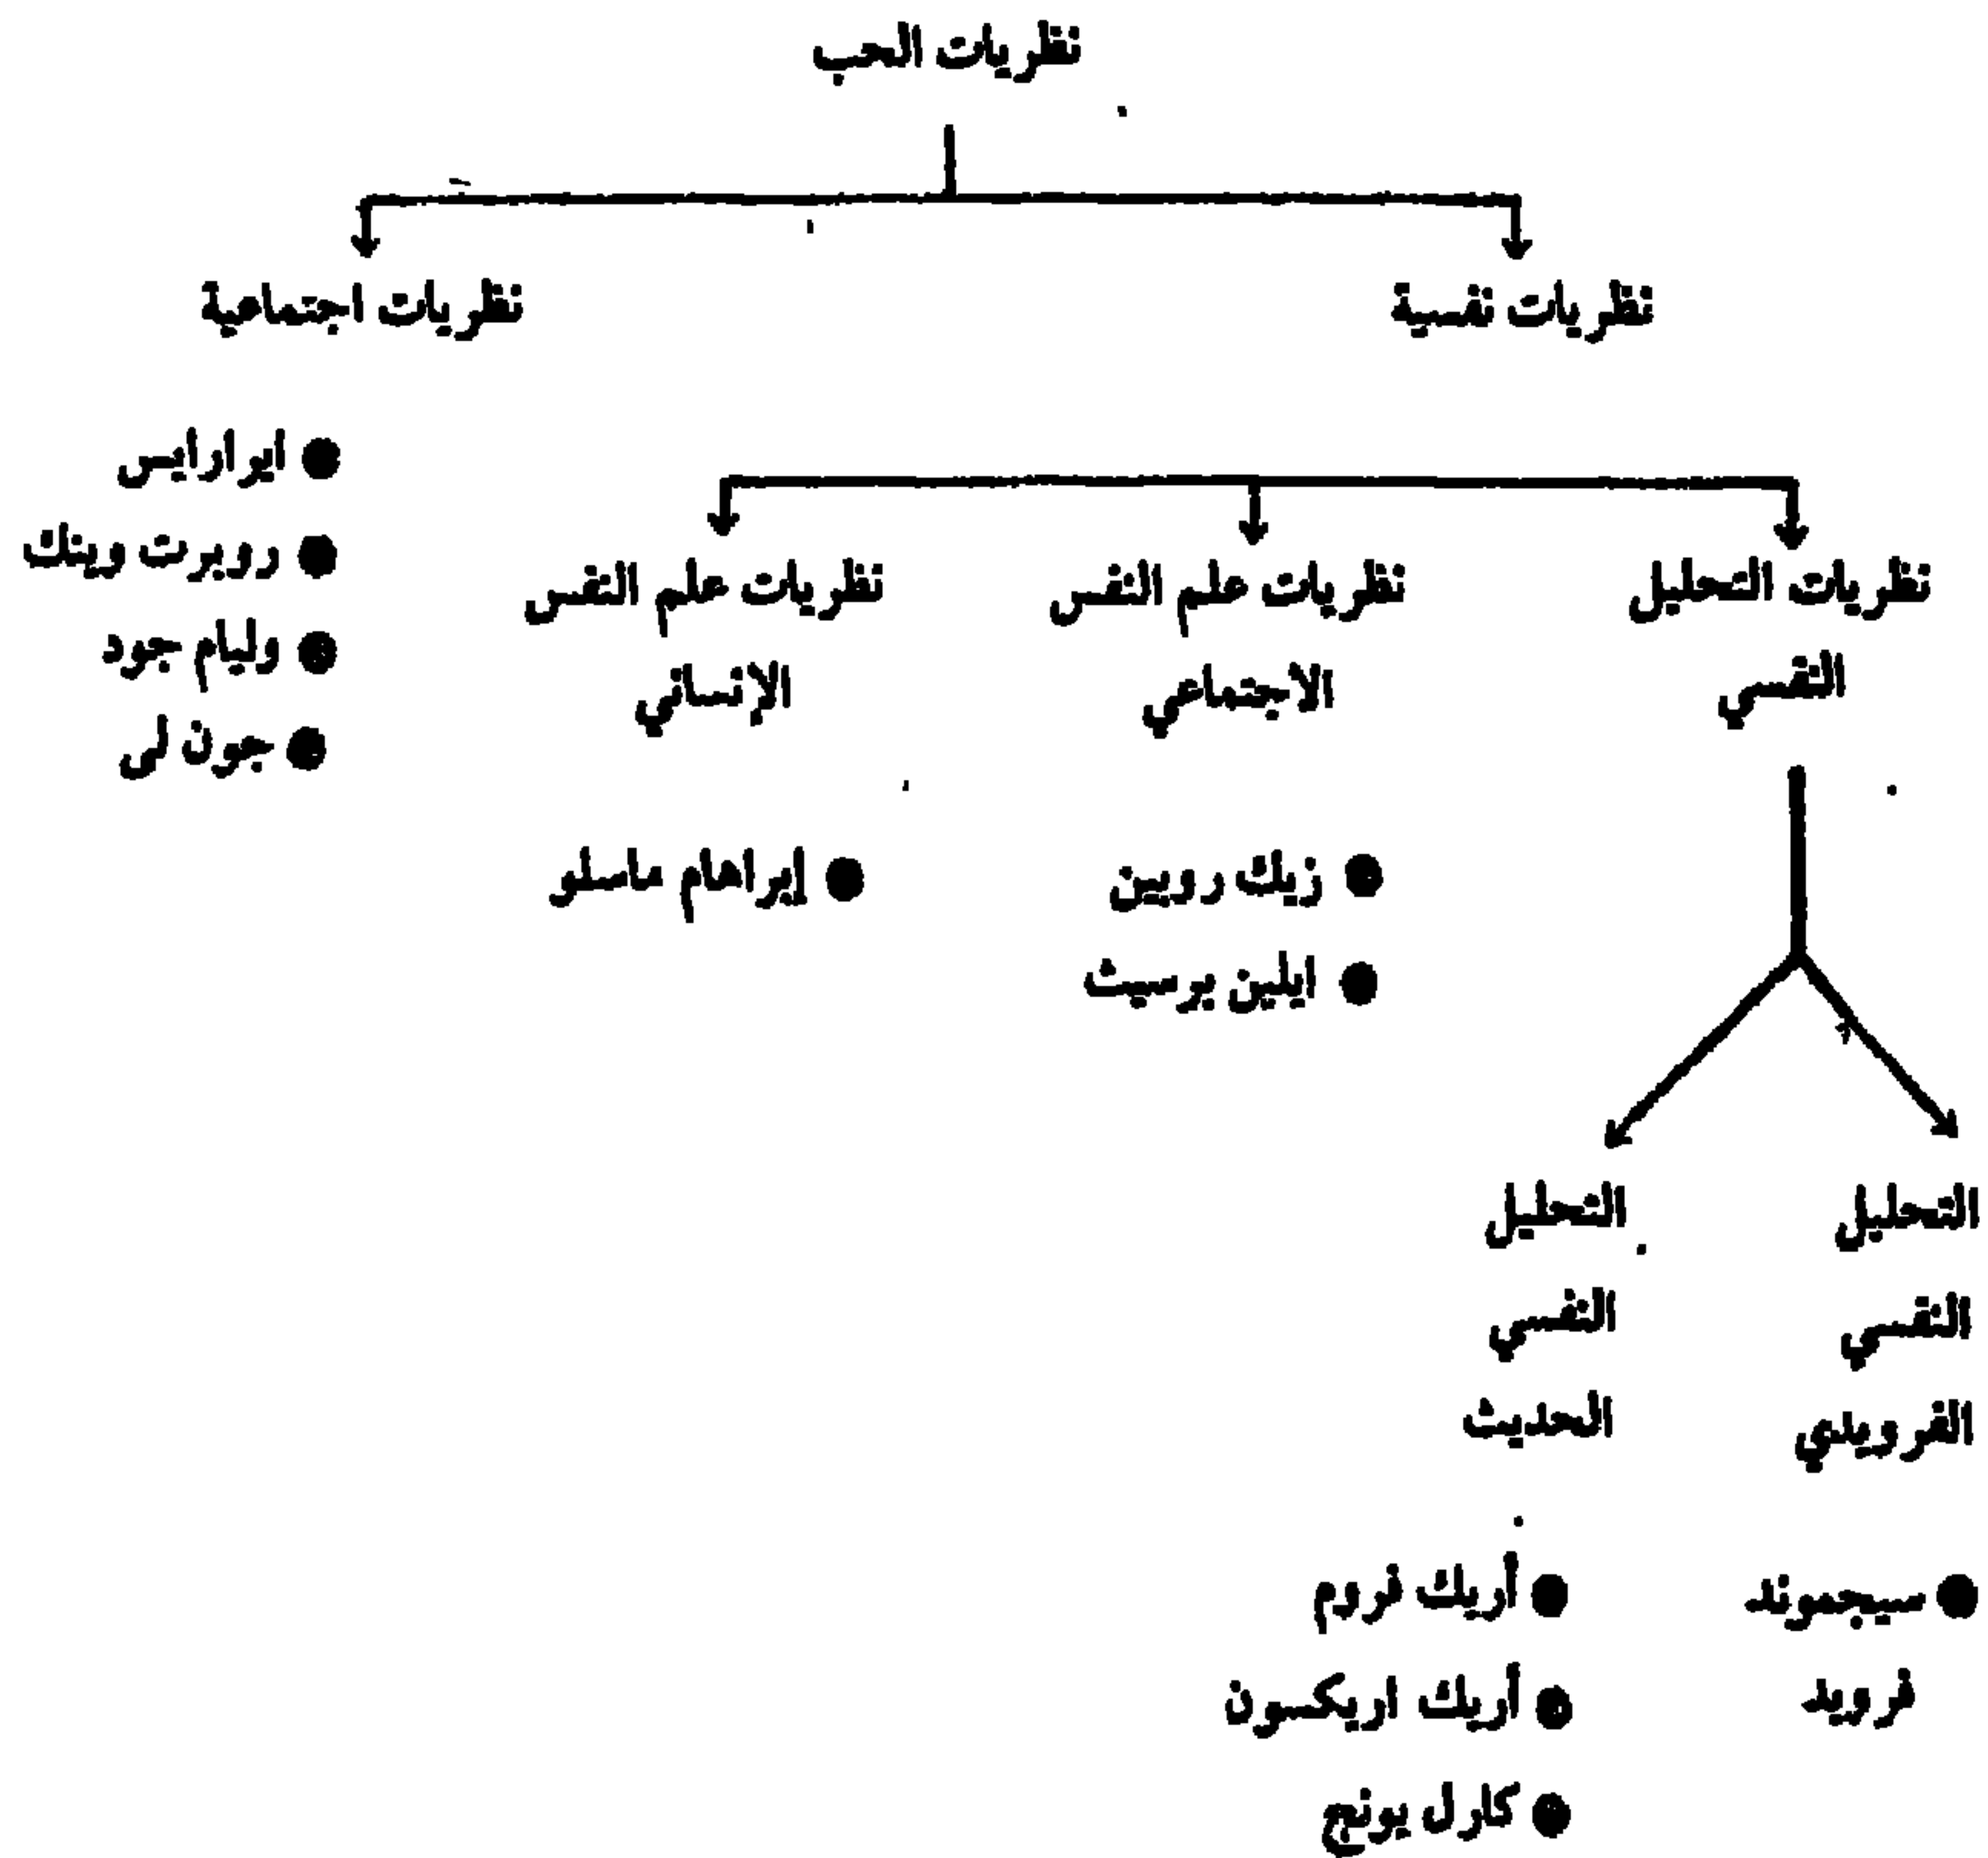 نظريات الحب
نظريات نفسية
نظريات اجتماعية
نظريات التحليل
النفسي
نظريات علم النفس
الاجتماعي
نظريات علم النفس
الإنساني
● ايرا رايس
● روبرت وينك
● وليام جود
● جون لى
● زيك روبين
● ايلين برسيث
● إبراهام ماسلو
التحليل
النفسي
الفرويدي
التحليل
النفسي
الحديث
● سيجموند
فرويد
● أريك فروم
● أريك اريكسون
● كارل يونج